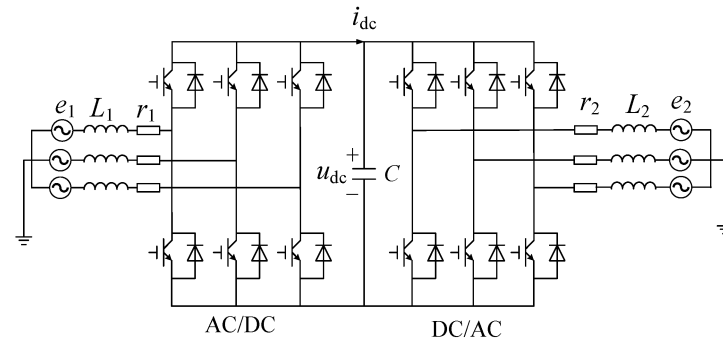 i_dc
e_1 L_1 r_1
r_2 L_2 e_2
+
u_dc C
−
AC/DC DC/AC